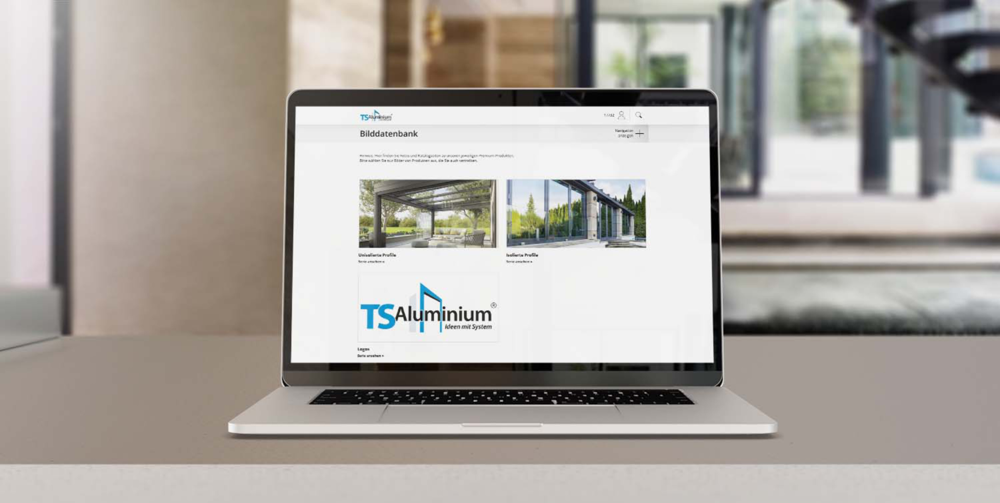 TSAluminium®
17732
Bilddatenbank
Navigation
anzeigen
Hinweis: Hier finden Sie Fotos und Katalogseiten zu unseren jeweiligen Premium-Produkten.
Bitte wählen Sie nur Bilder von Produkten aus, die Sie auch vertreiben.
Unisolierte Profile
Serie ansehen »
Isolierte Profile
Serie ansehen »
TSAluminium®
Ideen mit System
Logos
Serie ansehen »